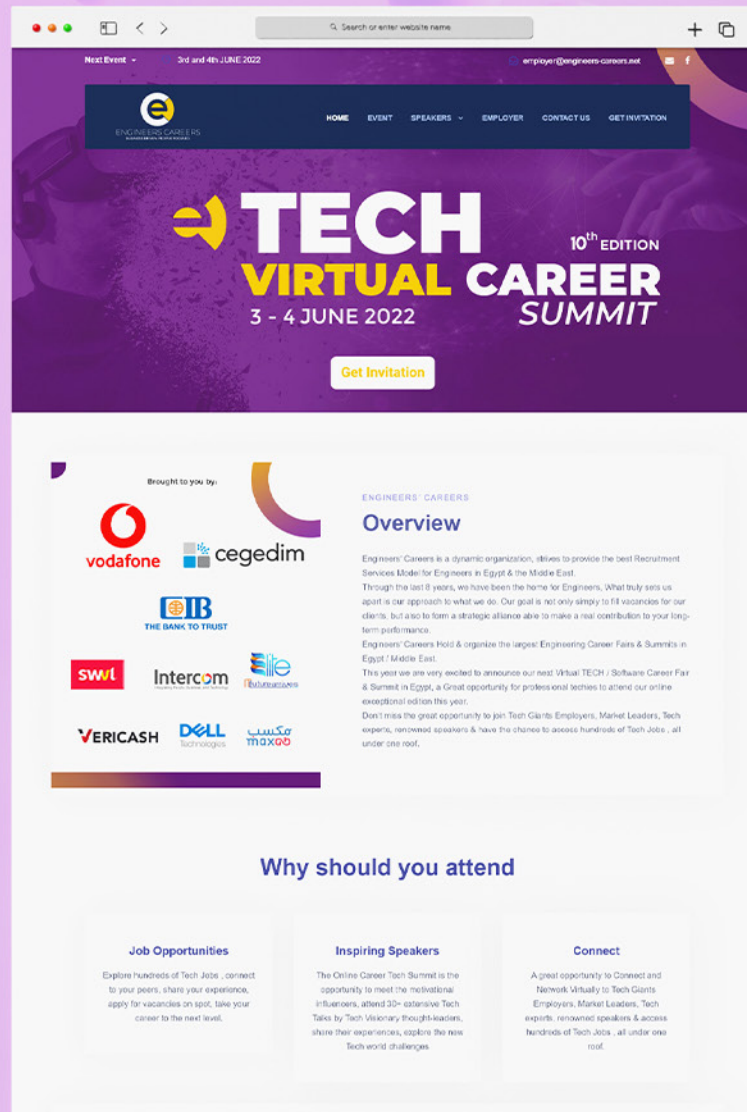 Search or enter website name
Next Event
3rd and 4th JUNE 2022
employer@engineers-careers.net
f
e
ENGINEERS CAREERS
HOME EVENT SPEAKERS EMPLOYER CONTACT US GET INVITATION
e TECH
10th EDITION
VIRTUAL CAREER
3 - 4 JUNE 2022 SUMMIT
Get Invitation
Brought to you by:
vodafone
cegedim
CIB
THE BANK TO TRUST
swvl
Intercom
Elite
VERICASH
DELL
Technologies
مكسب
maxab
ENGINEERS' CAREERS
Overview
Engineers' Careers is a dynamic organization, strives to provide the best Recruitment
Services Model for Engineers in Egypt & the Middle East.
Through the last 8 years, we have been the home for Engineers, What truly sets us
apart is our approach to what we do. Our goal is not only simply to fill vacancies for our
clients, but also to form a strategic alliance able to make a real contribution to your long-
term performance.
Engineers' Careers Hold & organize the largest Engineering Career Fairs & Summits in
Egypt / Middle East.
This year we are very excited to announce our next Virtual TECH / Software Career Fair
& Summit in Egypt, a Great opportunity for professional techies to attend our online
exceptional edition this year.
Don't miss the great opportunity to join Tech Giants Employers, Market Leaders, Tech
experts, renowned speakers & have the chance to access hundreds of Tech Jobs , all
under one roof.
Why should you attend
Job Opportunities
Explore hundreds of Tech Jobs , connect
to your peers, share your experience,
apply for vacancies on spot, take your
career to the next level.
Inspiring Speakers
The Online Career Tech Summit is the
opportunity to meet the motivational
influencers, attend 30+ extensive Tech
Talks by Tech Visionary thought-leaders,
share their experiences, explore the new
Tech world challenges
Connect
A great opportunity to Connect and
Network Virtually to Tech Giants
Employers, Market Leaders, Tech
experts, renowned speakers & access
hundreds of Tech Jobs , all under one
roof.